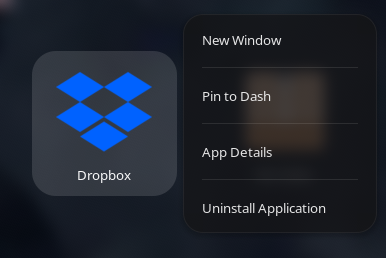 New Window
Pin to Dash
App Details
Dropbox
Uninstall Application